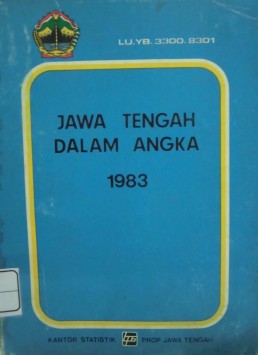 LU.YB. 3300. 8301
JAWA TENGAH
DALAM ANGKA
1983
KANTOR STATISTIK PROP JAWA TENGAH